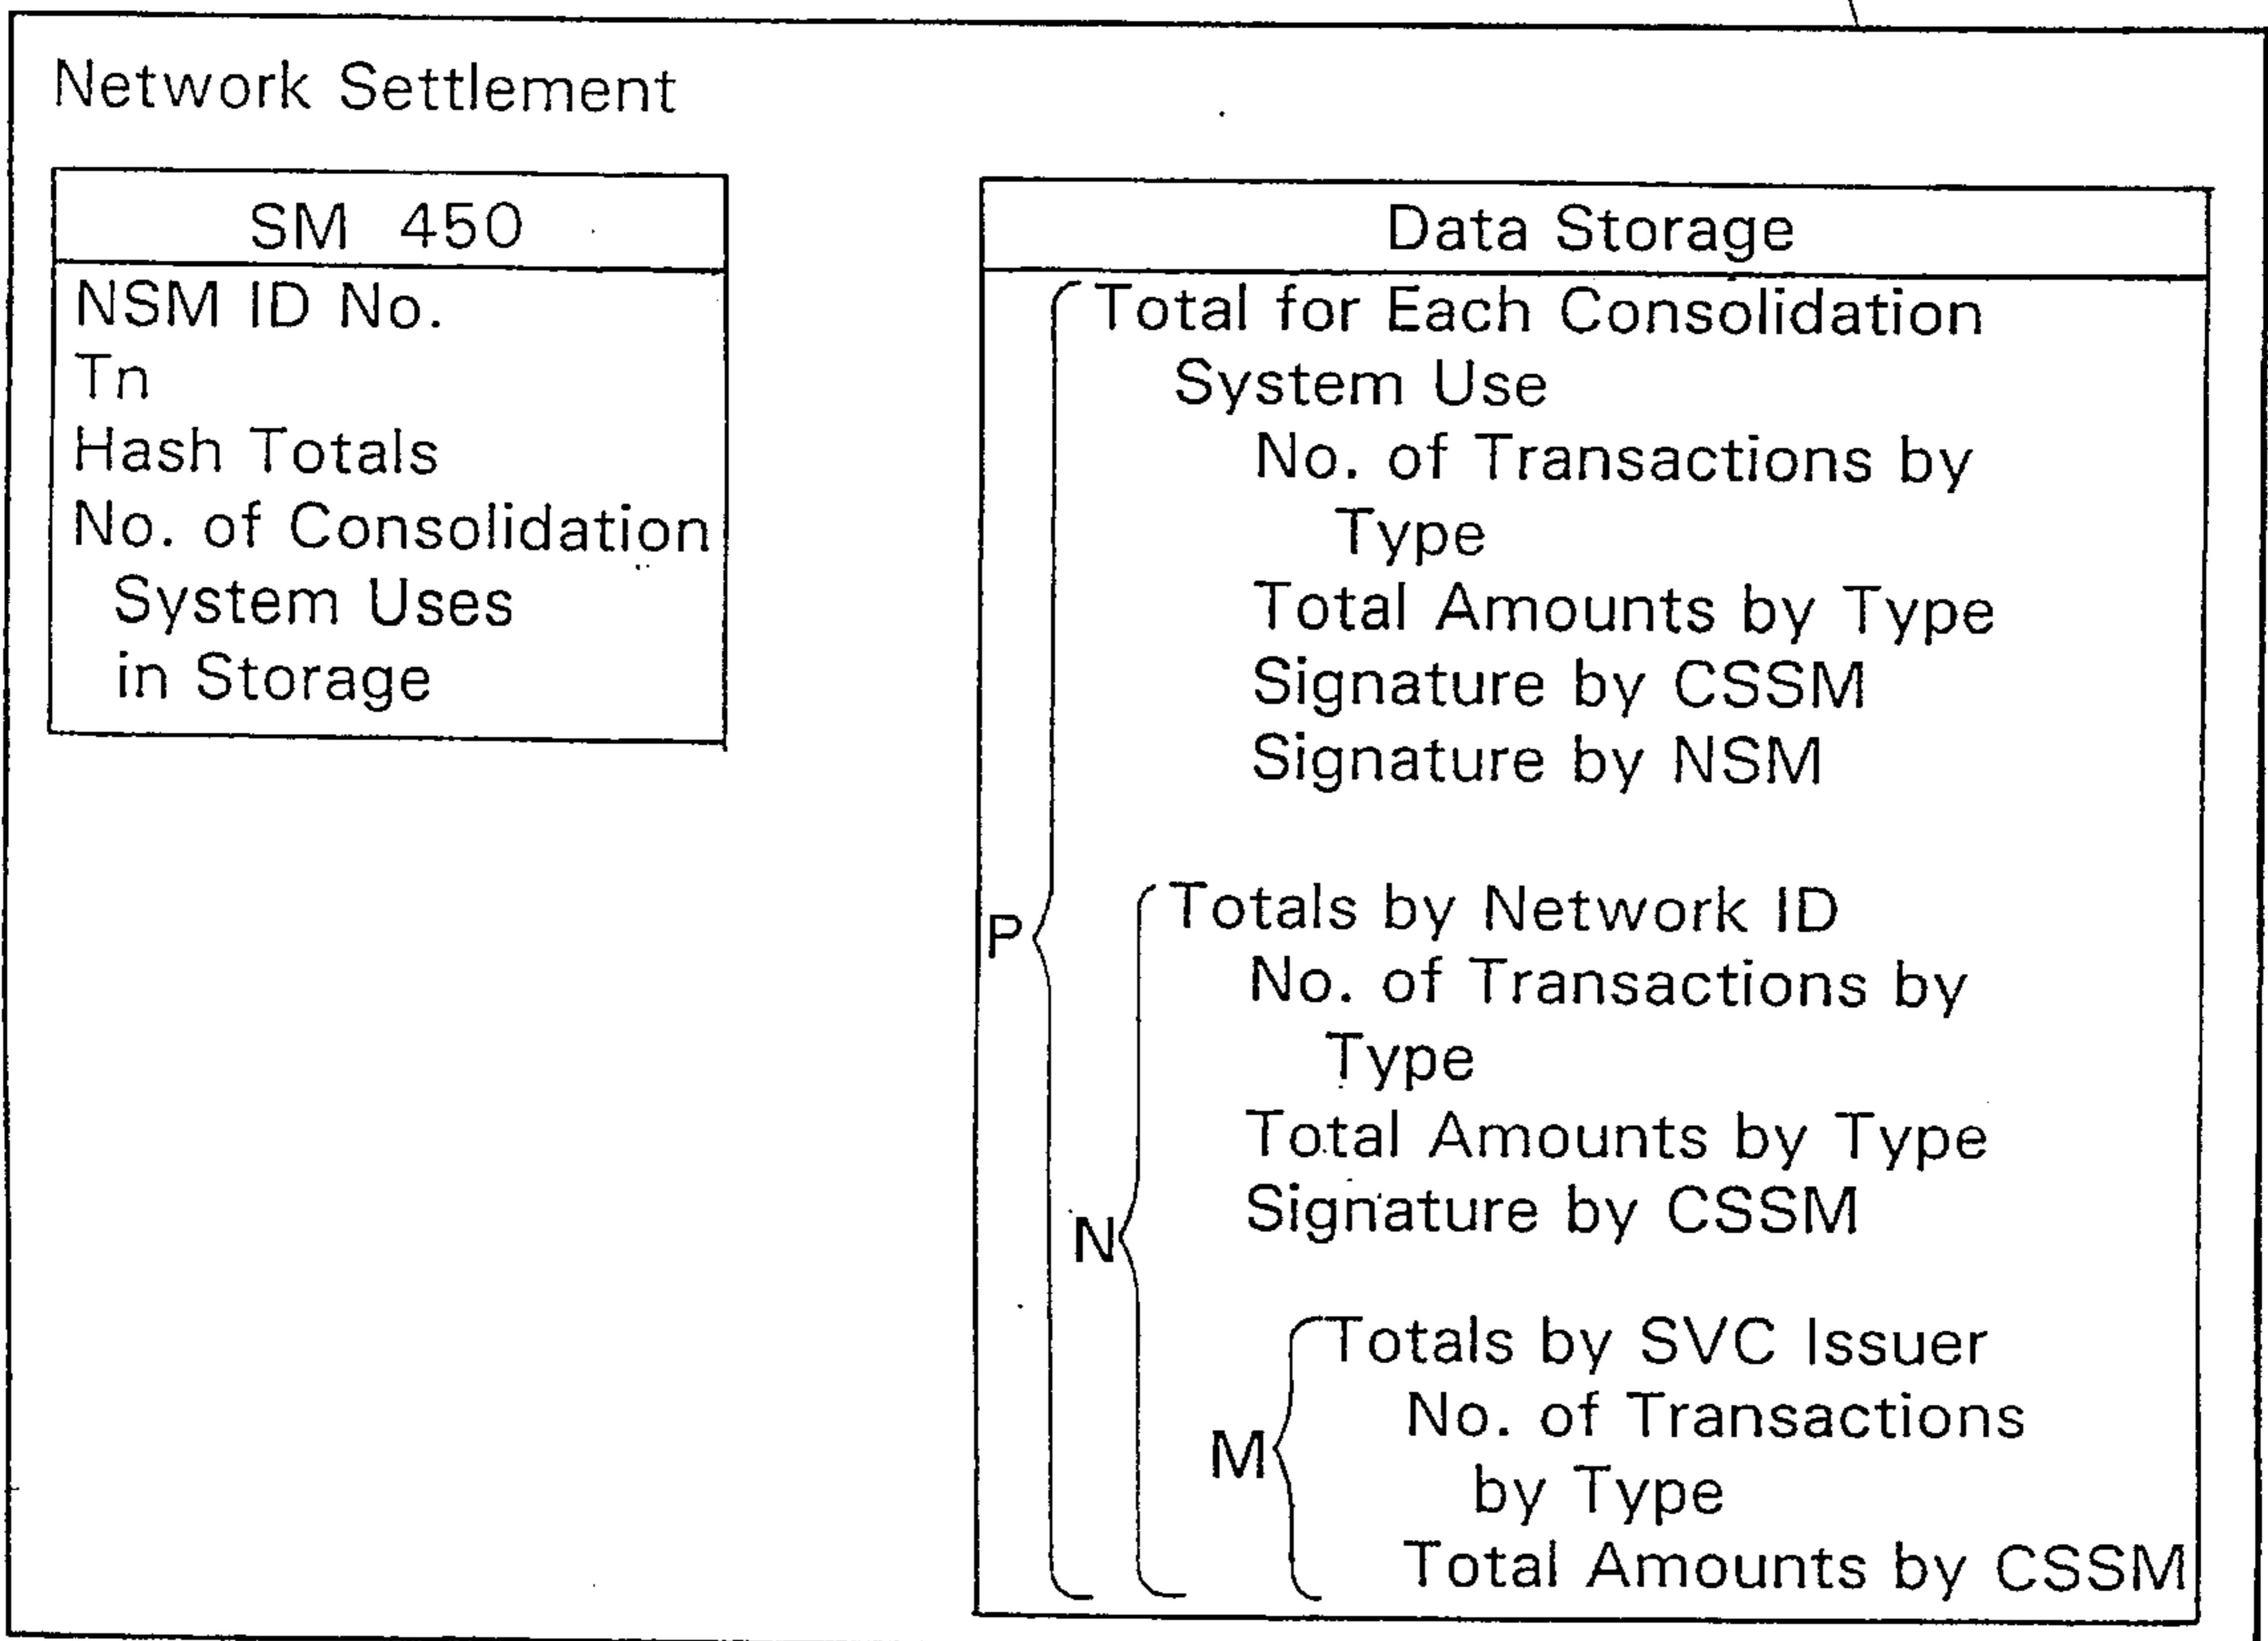 Network Settlement
SM 450
NSM ID No.
Tn
Hash Totals
No. of Consolidation
System Uses
in Storage
Data Storage
Total for Each Consolidation
System Use
No. of Transactions by
Type
Total Amounts by Type
Signature by CSSM
Signature by NSM
P
Totals by Network ID
No. of Transactions by
Type
Total Amounts by Type
Signature by CSSM
N
Totals by SVC Issuer
No. of Transactions
M
by Type
Total Amounts by CSSM